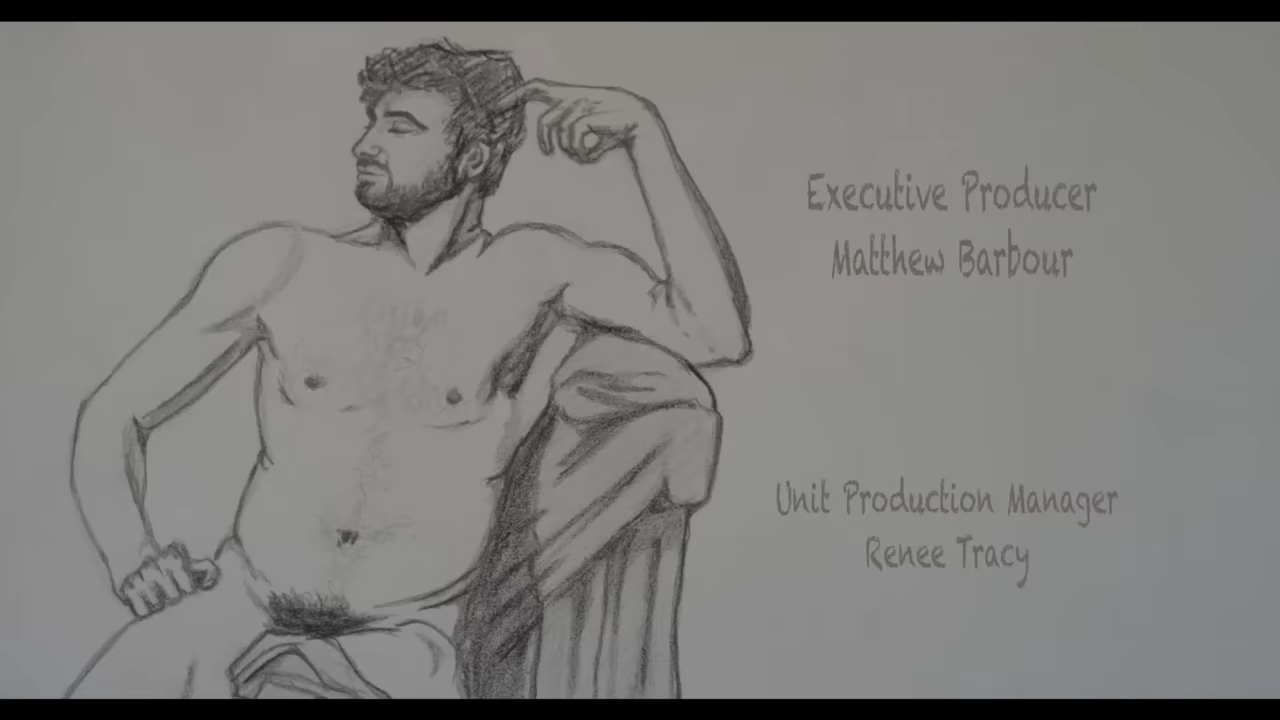 Executive Producer
Matthew Barbour
Unit Production Manager
Renee Tracy